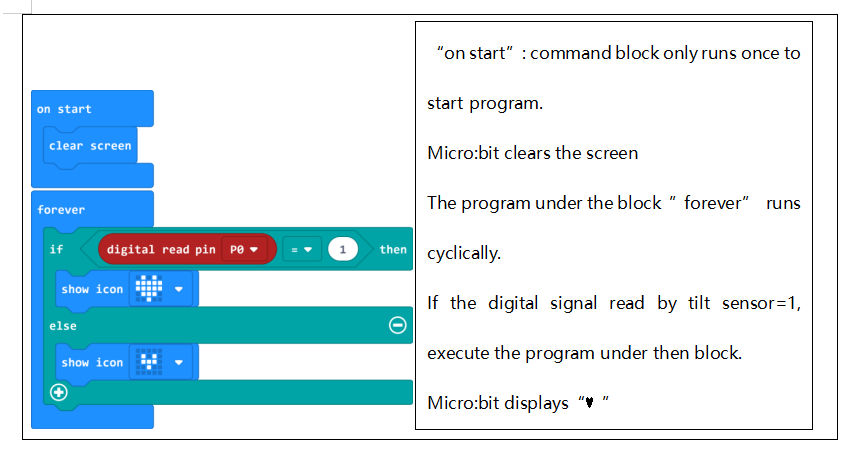 on start
clear screen
forever
if digital read pin P0 = 1 then
show icon
else
show icon
“on start” : command block only runs once to
start program.
Micro:bit clears the screen
The program under the block ” forever” runs
cyclically.
If the digital signal read by tilt sensor=1,
execute the program under then block.
Micro:bit displays “♥ ”